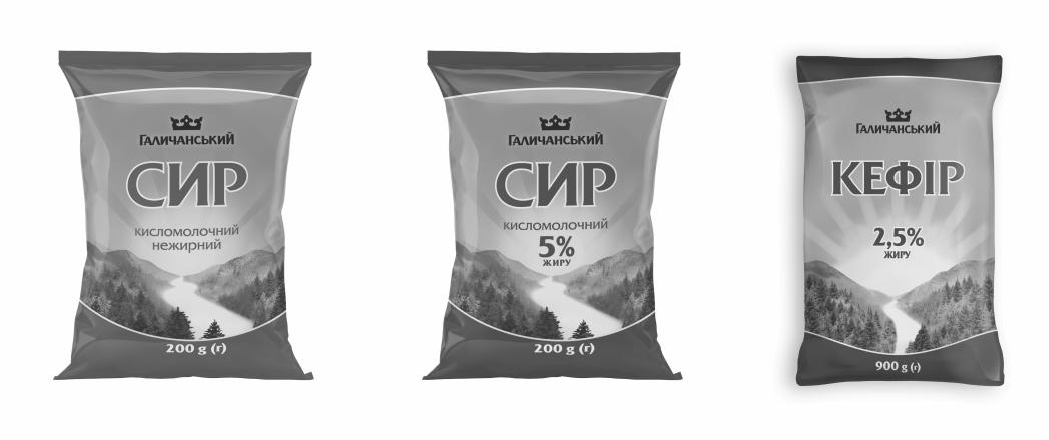 Галичанський
СИР
кисломолочний
нежирний
200 g (г)
Галичанський
СИР
кисломолочний
5%
жиру
200 g (г)
Галичанський
КЕФІР
2,5%
жиру
900 g (г)